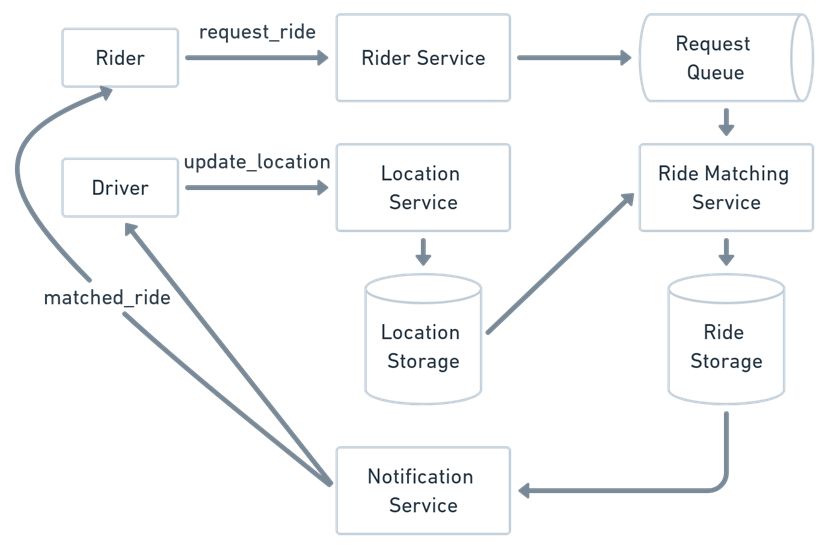 Rider
request_ride
Rider Service
Request
Queue
Driver
update_location
Location
Service
Ride Matching
Service
matched_ride
Location
Storage
Ride
Storage
Notification
Service